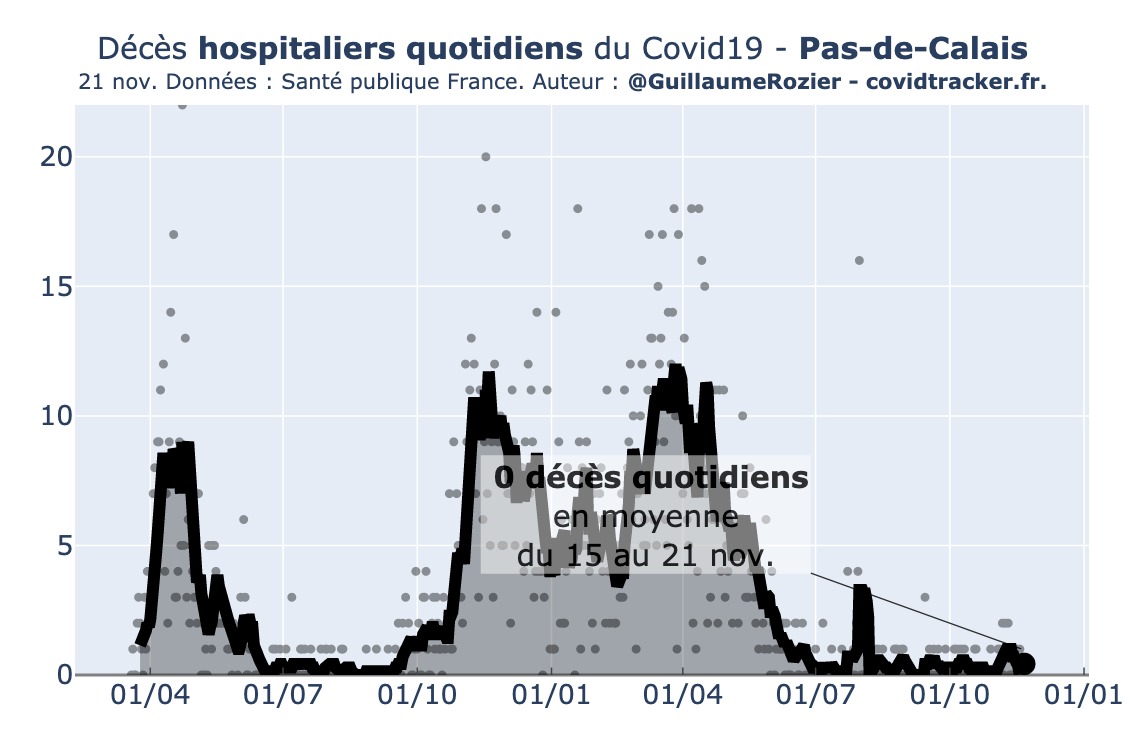 Décès hospitaliers quotidiens du Covid19 - Pas-de-Calais
21 nov. Données : Santé publique France. Auteur : @GuillaumeRozier - covidtracker.fr.
20
15
10
5
0
0 décès quotidiens
en moyenne
du 15 au 21 nov.
01/04 01/07 01/10 01/01 01/04 01/07 01/10 01/01